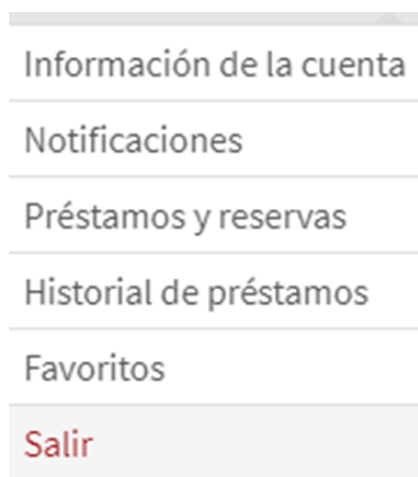 Información de la cuenta
Notificaciones
Préstamos y reservas
Historial de préstamos
Favoritos
Salir